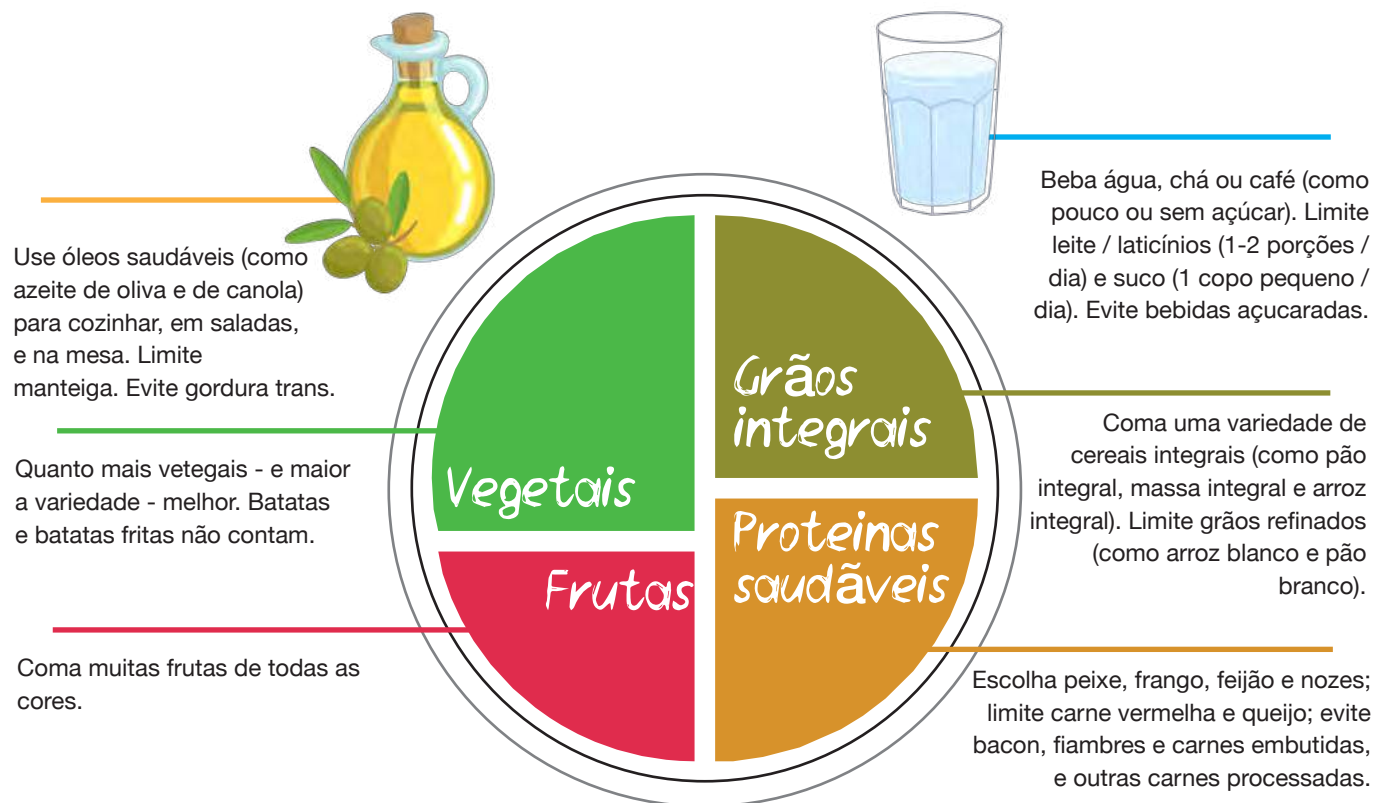 Use óleos saudáveis (como
azeite de oliva e de canola)
para cozinhar, em saladas,
e na mesa. Limite
manteiga. Evite gordura trans.
Beba água, chá ou café (como
pouco ou sem açúcar). Limite
leite / laticínios (1-2 porções /
dia) e suco (1 copo pequeno /
dia). Evite bebidas açucaradas.
Quanto mais vetegais - e maior
a variedade - melhor. Batatas
e batatas fritas não contam.
Vegetais
Grãos
integrais
Coma uma variedade de
cereais integrais (como pão
integral, massa integral e arroz
integral). Limite grãos refinados
(como arroz blanco e pão
branco).
Coma muitas frutas de todas as
cores.
Frutas
Proteinas
saudãveis
Escolha peixe, frango, feijão e nozes;
limite carne vermelha e queijo; evite
bacon, fiambres e carnes embutidas,
e outras carnes processadas.